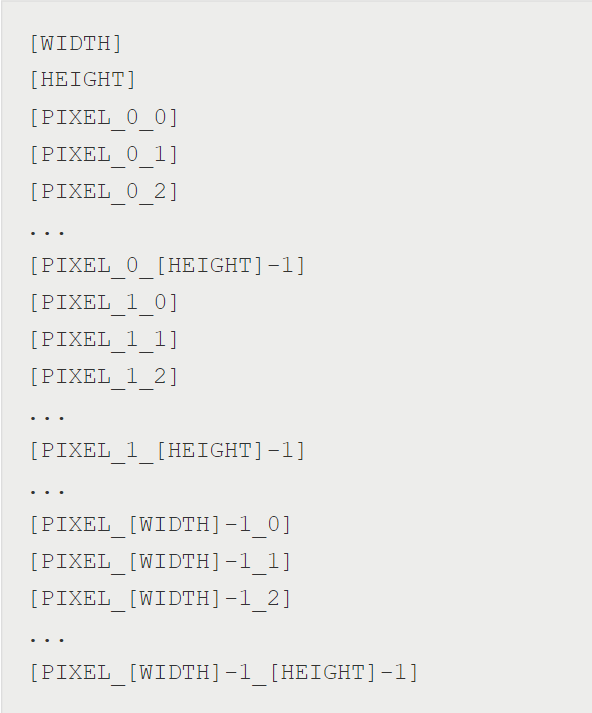 [WIDTH]
[HEIGHT]
[PIXEL_0_0]
[PIXEL_0_1]
[PIXEL_0_2]
...
[PIXEL_0_[HEIGHT]-1]
[PIXEL_1_0]
[PIXEL_1_1]
[PIXEL_1_2]
...
[PIXEL_1_[HEIGHT]-1]
...
[PIXEL_[WIDTH]-1_0]
[PIXEL_[WIDTH]-1_1]
[PIXEL_[WIDTH]-1_2]
...
[PIXEL_[WIDTH]-1_[HEIGHT]-1]